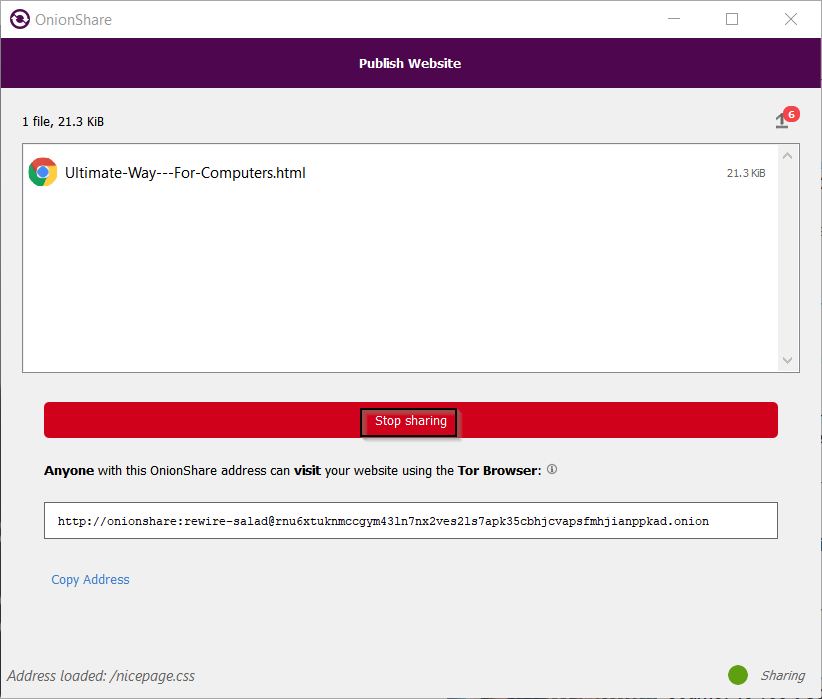 OnionShare
Publish Website
1 file, 21.3 KiB
6
Ultimate-Way---For-Computers.html
21.3 KiB
Stop sharing
Anyone with this OnionShare address can visit your website using the Tor Browser:
http://onionshare:rewire-salad@rnu6xtuknmccgym43ln7nx2ves2ls7apk35cbhjcvapsfmhjianppkad.onion
Copy Address
Address loaded: /nicepage.css
Sharing